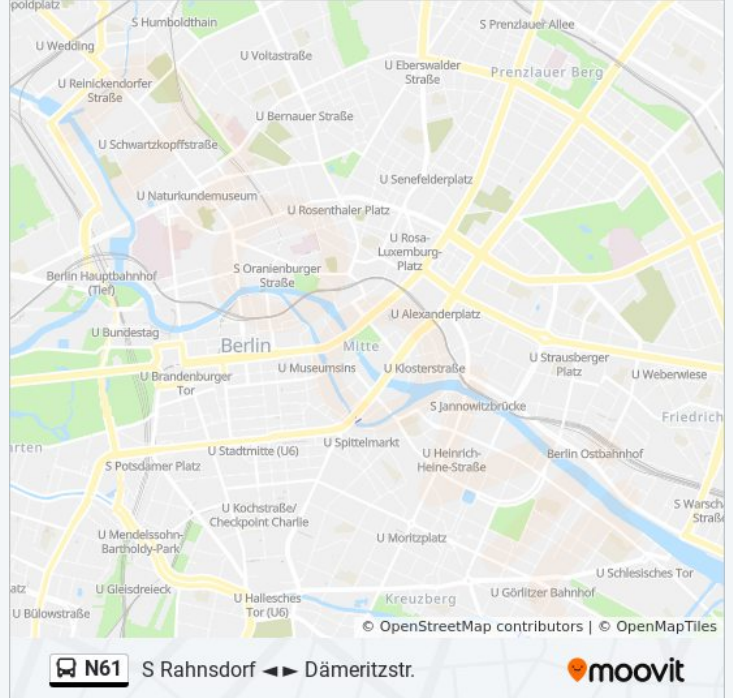 poldplatz
S Humboldthain
S Prenzlauer Allee
U Wedding
U Voltastraße
U Eberswalder
Straße
Prenzlauer Berg
U Reinickendorfer
Straße
U Bernauer Straße
U Schwartzkopffstraße
U Senefelderplatz
U Naturkundemuseum
U Rosenthaler Platz
U Rosa-
Luxemburg-
Platz
Berlin Hauptbahnhof
(Tief)
S Oranienburger
Straße
U Alexanderplatz
U Bundestag
Berlin
Mitte
U Strausberger
Platz
U Museumsins
U Klosterstraße
U Weberwiese
U Brandenburger
Tor
S Jannowitzbrücke
Friedrich
rten
U Stadtmitte (U6)
U Spittelmarkt
U Heinrich-
Heine-Straße
Berlin Ostbahnhof
S Potsdamer Platz
U Kochstraße/
Checkpoint Charlie
S Warsch
Straße
U Mendelssohn-
Bartholdy-Park
U Moritzplatz
U Schlesisches Tor
atz
U Gleisdreieck
U Hallesches
Tor (U6)
Kreuzberg
U Görlitzer Bahnhof
U Bülowstraße
© OpenStreetMap contributors | © OpenMapTiles
N61 S Rahnsdorf ◄► Dämeritzstr.
moovit